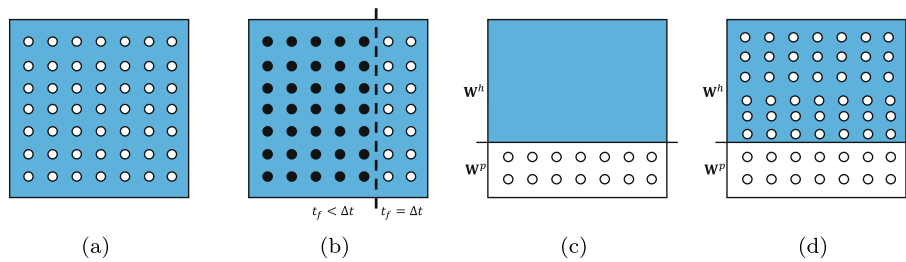 W^h
W^h
W^p
W^p
t_f < Δt
t_f = Δt
(a)
(b)
(c)
(d)